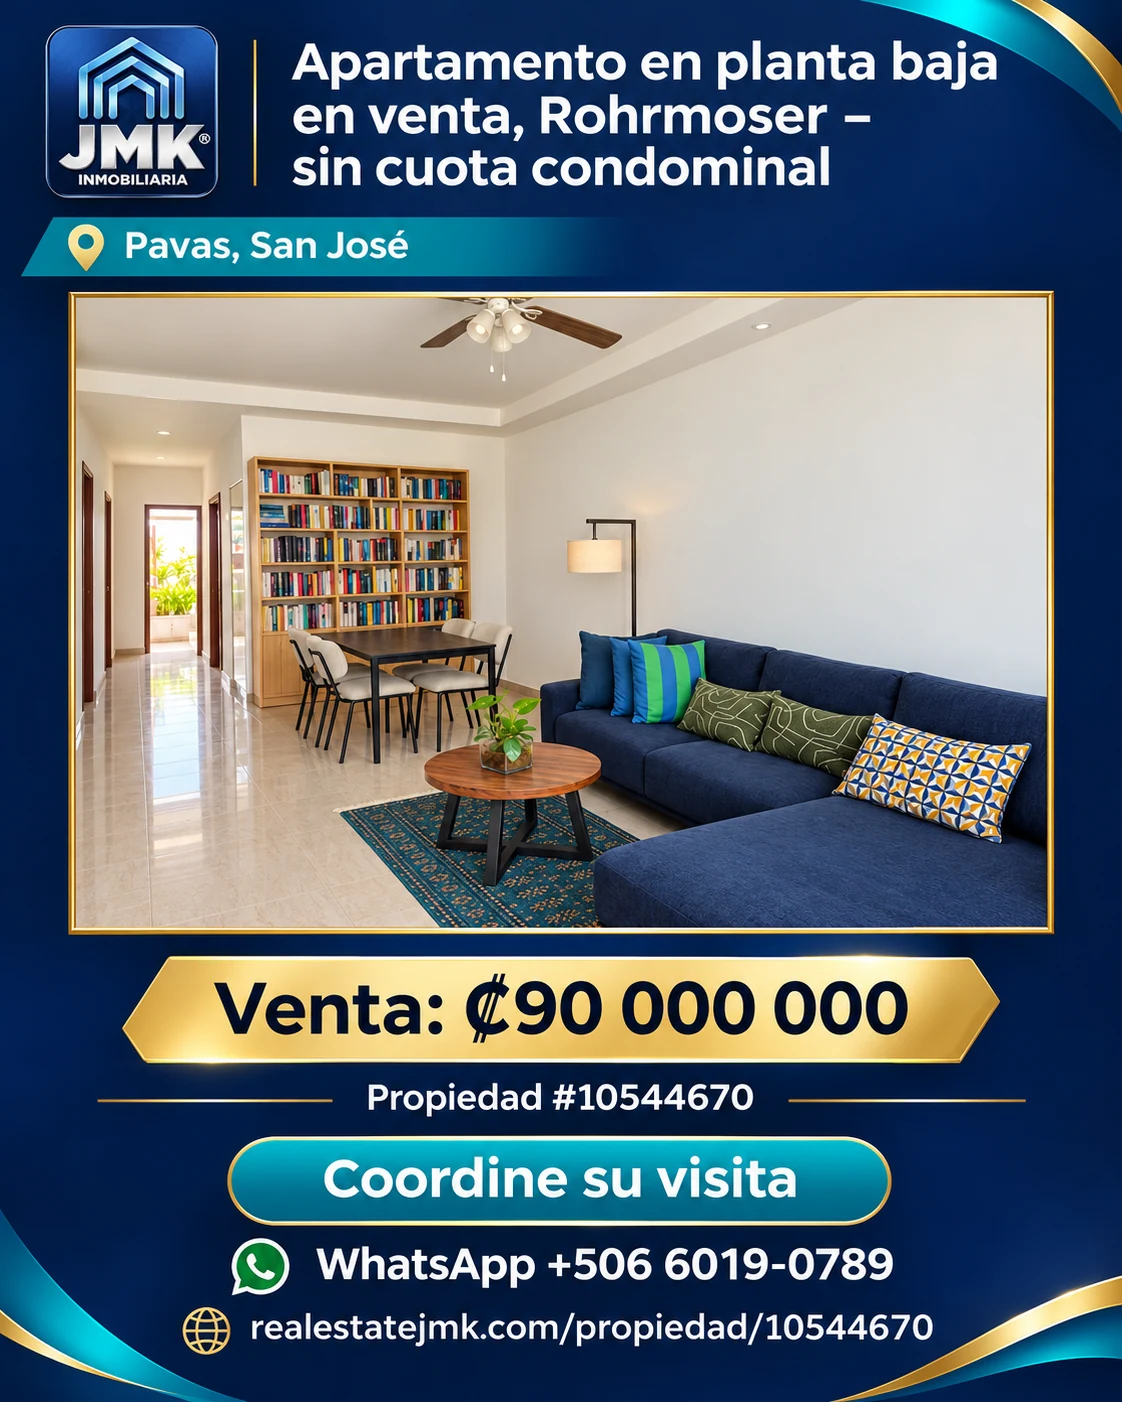 JMK®
INMOBILIARIA
Apartamento en planta baja
en venta, Rohrmoser –
sin cuota condominal
Pavas, San José
Venta: ₡90 000 000
Propiedad #10544670
Coordine su visita
WhatsApp +506 6019-0789
realestatejmk.com/propiedad/10544670